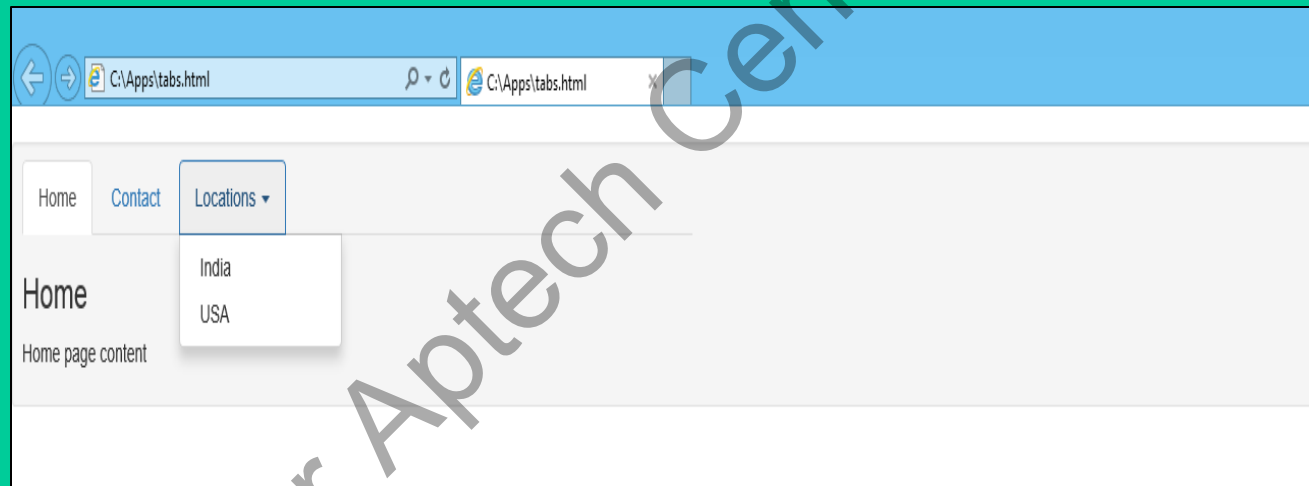 C:\Apps\tabs.html
C:\Apps\tabs.html
Home Contact Locations
India
USA
Home
Home page content
r Aptech Cen